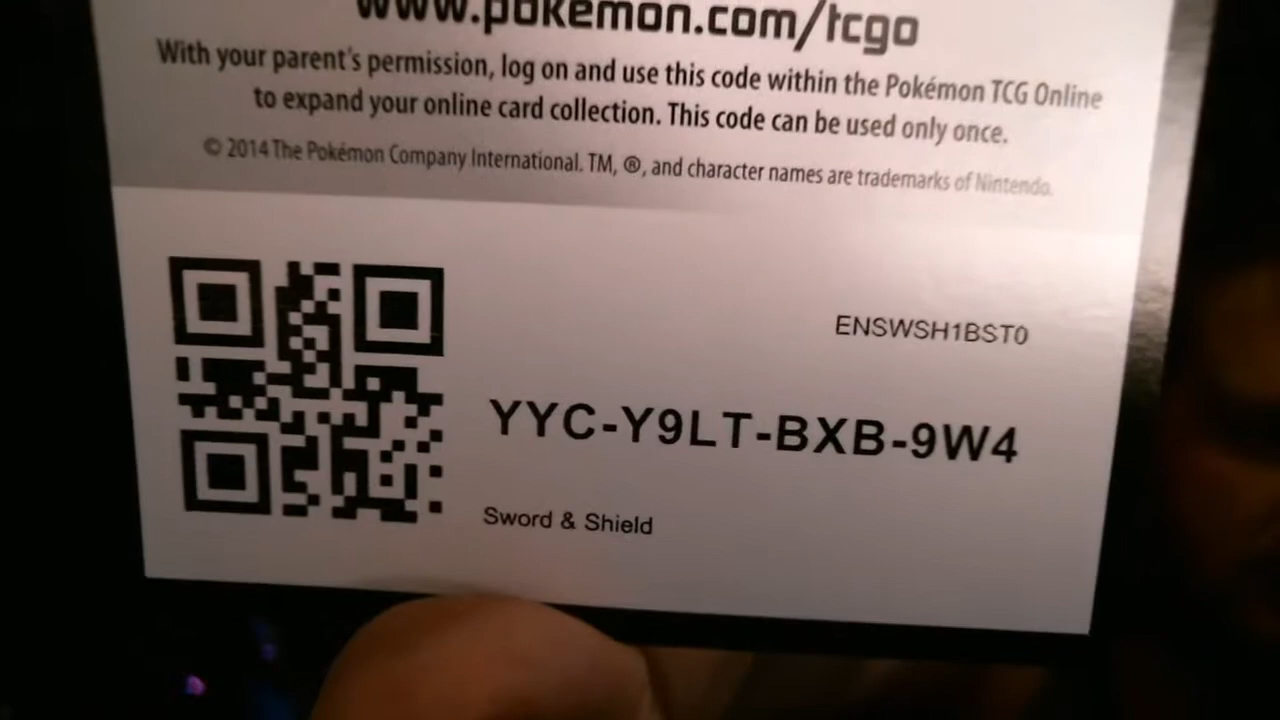 www.pokemon.com/tcgo
With your parent's permission, log on and use this code within the Pokémon TCG Online
to expand your online card collection. This code can be used only once.
© 2014 The Pokémon Company International. TM, ®, and character names are trademarks of Nintendo.
ENSWSH1BST0
YYC-Y9LT-BXB-9W4
Sword & Shield